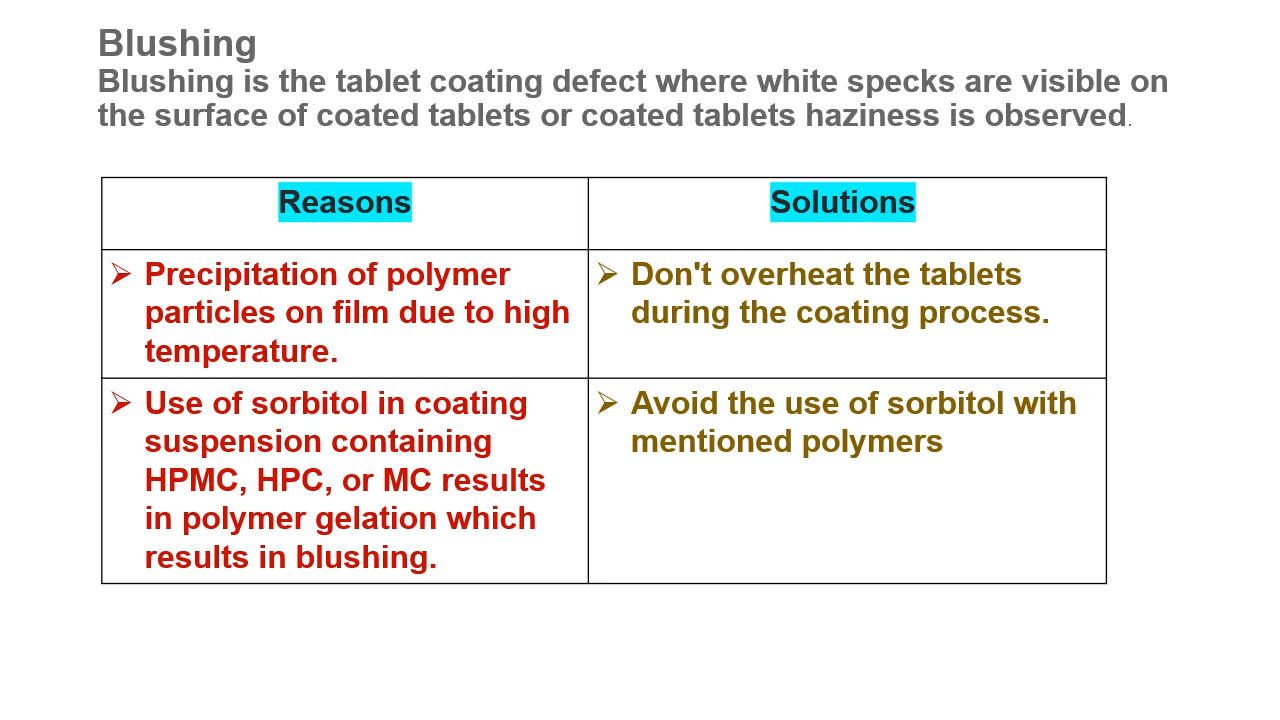 Blushing
Blushing is the tablet coating defect where white specks are visible on
the surface of coated tablets or coated tablets haziness is observed.
Reasons
Solutions
➢ Precipitation of polymer
particles on film due to high
temperature.
➢ Don't overheat the tablets
during the coating process.
➢ Use of sorbitol in coating
suspension containing
HPMC, HPC, or MC results
in polymer gelation which
results in blushing.
➢ Avoid the use of sorbitol with
mentioned polymers